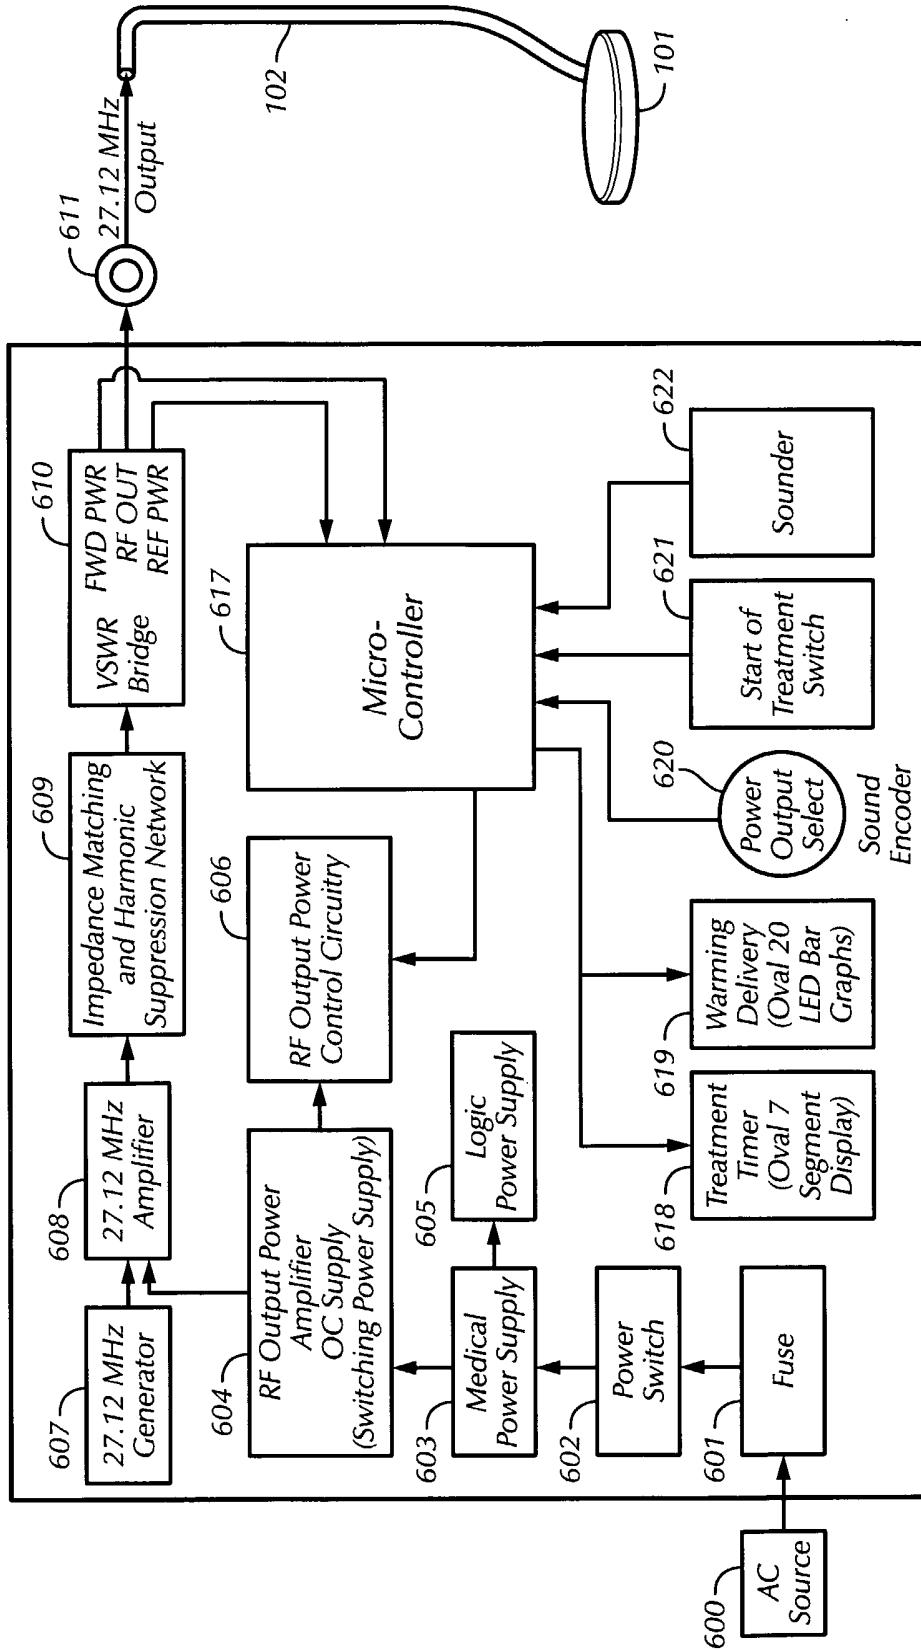 607
27.12 MHz
Generator
608
27.12 MHz
Amplifier
609
Impedance Matching
and Harmonic
Suppression Network
610
VSWR
Bridge
FWD PWR
RF OUT
REF PWR
611
27.12 MHz
Output
102
101
604
RF Output Power
Amplifier
OC Supply
(Switching Power Supply)
606
RF Output Power
Control Circuitry
617
Micro-
Controller
603
Medical
Power Supply
605
Logic
Power Supply
602
Power
Switch
600
AC
Source
601
Fuse
618
Treatment
Timer
(Oval 7
Segment
Display)
619
Warming
Delivery
(Oval 20
LED Bar
Graphs)
620
Power
Output
Select
Sound
Encoder
621
Start of
Treatment
Switch
622
Sounder